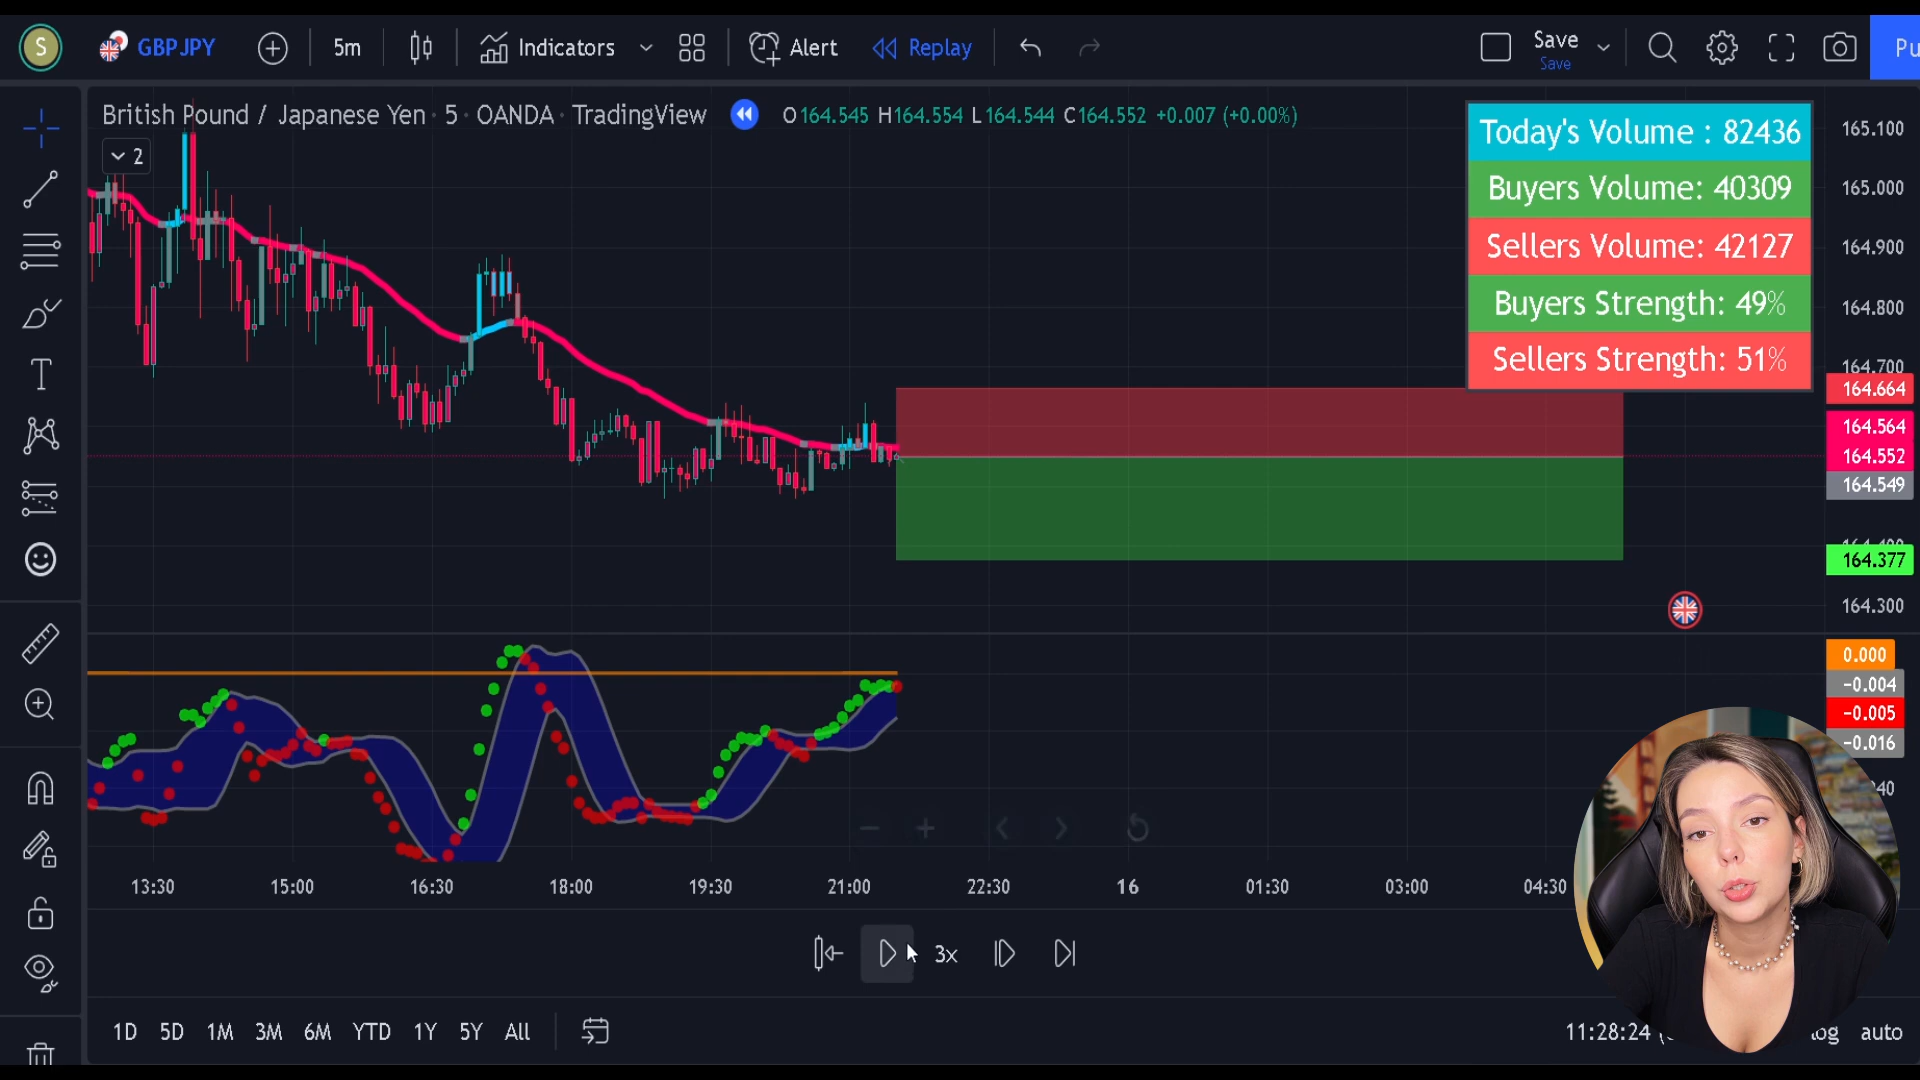 S GBPJPY 5m Indicators Alert Replay Save Pu
Save
British Pound / Japanese Yen · 5 · OANDA · TradingView O164.545 H164.554 L164.544 C164.552 +0.007 (+0.00%)
2
Today's Volume : 82436
Buyers Volume: 40309
Sellers Volume: 42127
Buyers Strength: 49%
Sellers Strength: 51%
165.100
165.000
164.900
164.800
164.700
164.664
164.564
164.552
164.549
164.377
164.300
0.000
-0.004
-0.005
-0.016
40
13:30 15:00 16:30 18:00 19:30 21:00 22:30 16 01:30 03:00 04:30
3x
1D 5D 1M 3M 6M YTD 1Y 5Y All 11:28:24 log auto